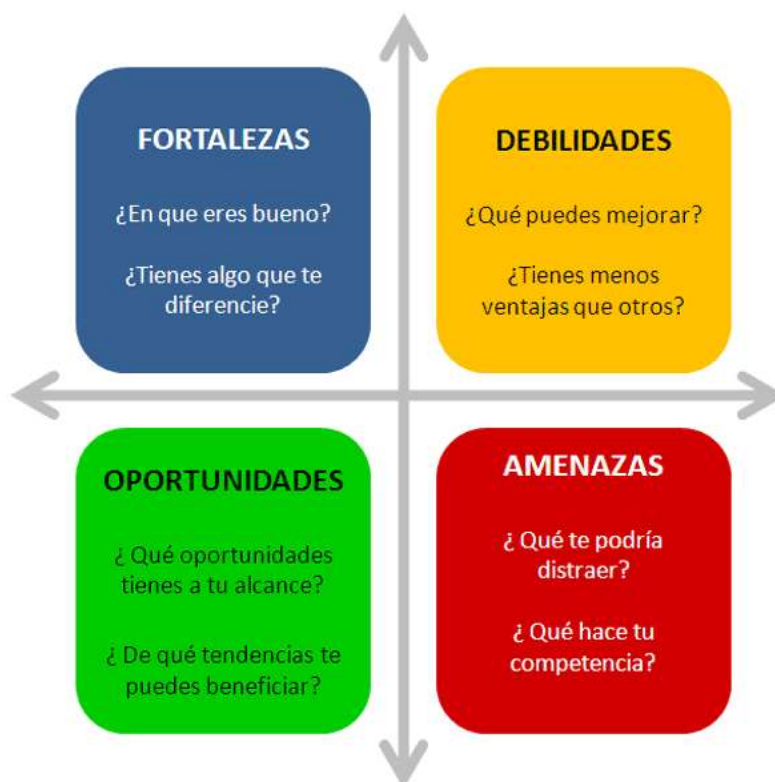 FORTALEZAS
¿En que eres bueno?
¿Tienes algo que te
diferencie?
DEBILIDADES
¿Qué puedes mejorar?
¿Tienes menos
ventajas que otros?
OPORTUNIDADES
¿ Qué oportunidades
tienes a tu alcance?
¿ De qué tendencias te
puedes beneficiar?
AMENAZAS
¿ Qué te podría
distraer?
¿ Qué hace tu
competencia?